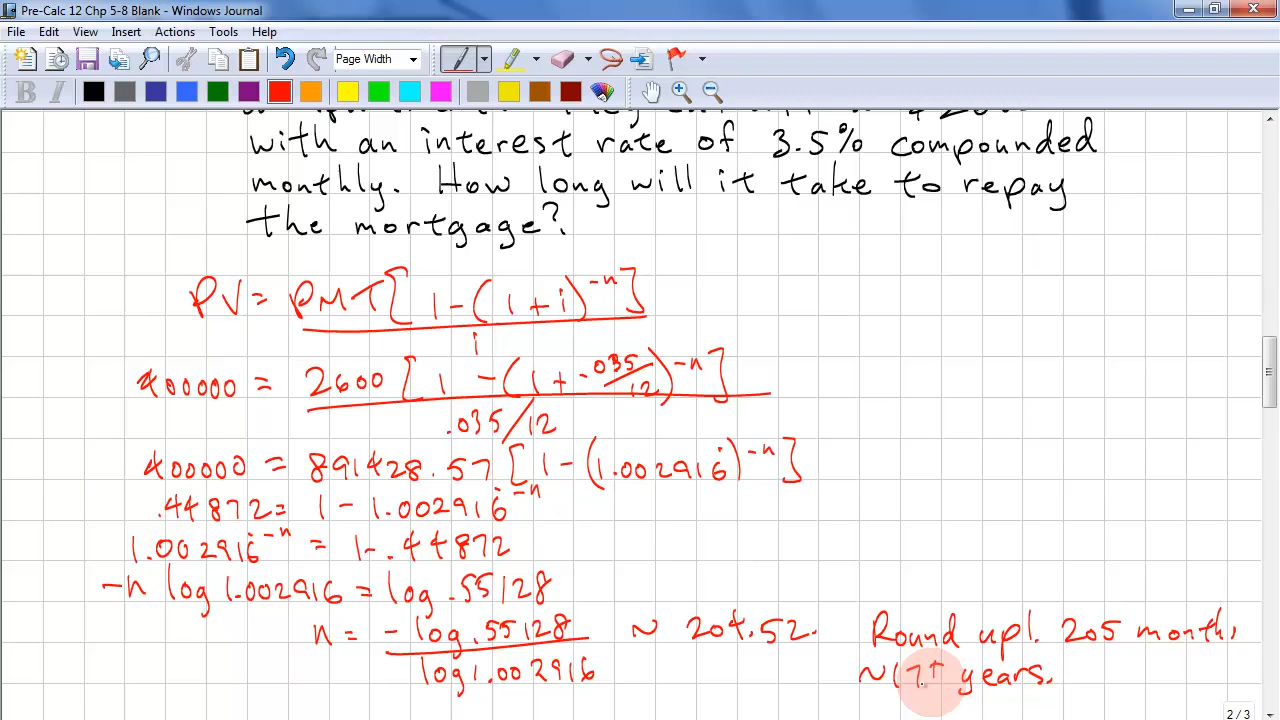 Pre-Calc 12 Chp 5-8 Blank - Windows Journal
File Edit View Insert Actions Tools Help
Page Width
B I
with an interest rate of 3.5% compounded
monthly. How long will it take to repay
the mortgage?
PV = PMT[1-(1+i)^-n]
i
400000 = 2600 [1-(1+.035/12)^-n]
.035/12
400000 = 891428.57 [1-(1.002916)^-n]
.44872 = 1-1.002916^-n
1.002916^-n = 1-.44872
-n log 1.002916 = log .55128
n = -log .55128 ~ 204.52. Round up!. 205 months
log 1.002916 ~17+ years.
2/3